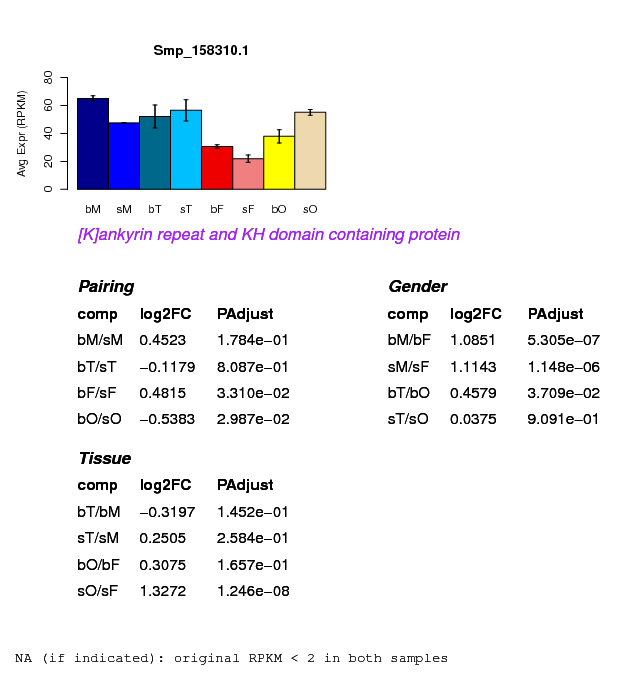 Smp_158310.1
Avg Expr (RPKM)
0 20 40 60 80
bM sM bT sT bF sF bO sO
[K]ankyrin repeat and KH domain containing protein
Pairing
comp log2FC PAdjust
bM/sM 0.4523 1.784e−01
bT/sT −0.1179 8.087e−01
bF/sF 0.4815 3.310e−02
bO/sO −0.5383 2.987e−02
Gender
comp log2FC PAdjust
bM/bF 1.0851 5.305e−07
sM/sF 1.1143 1.148e−06
bT/bO 0.4579 3.709e−02
sT/sO 0.0375 9.091e−01
Tissue
comp log2FC PAdjust
bT/bM −0.3197 1.452e−01
sT/sM 0.2505 2.584e−01
bO/bF 0.3075 1.657e−01
sO/sF 1.3272 1.246e−08
NA (if indicated): original RPKM < 2 in both samples